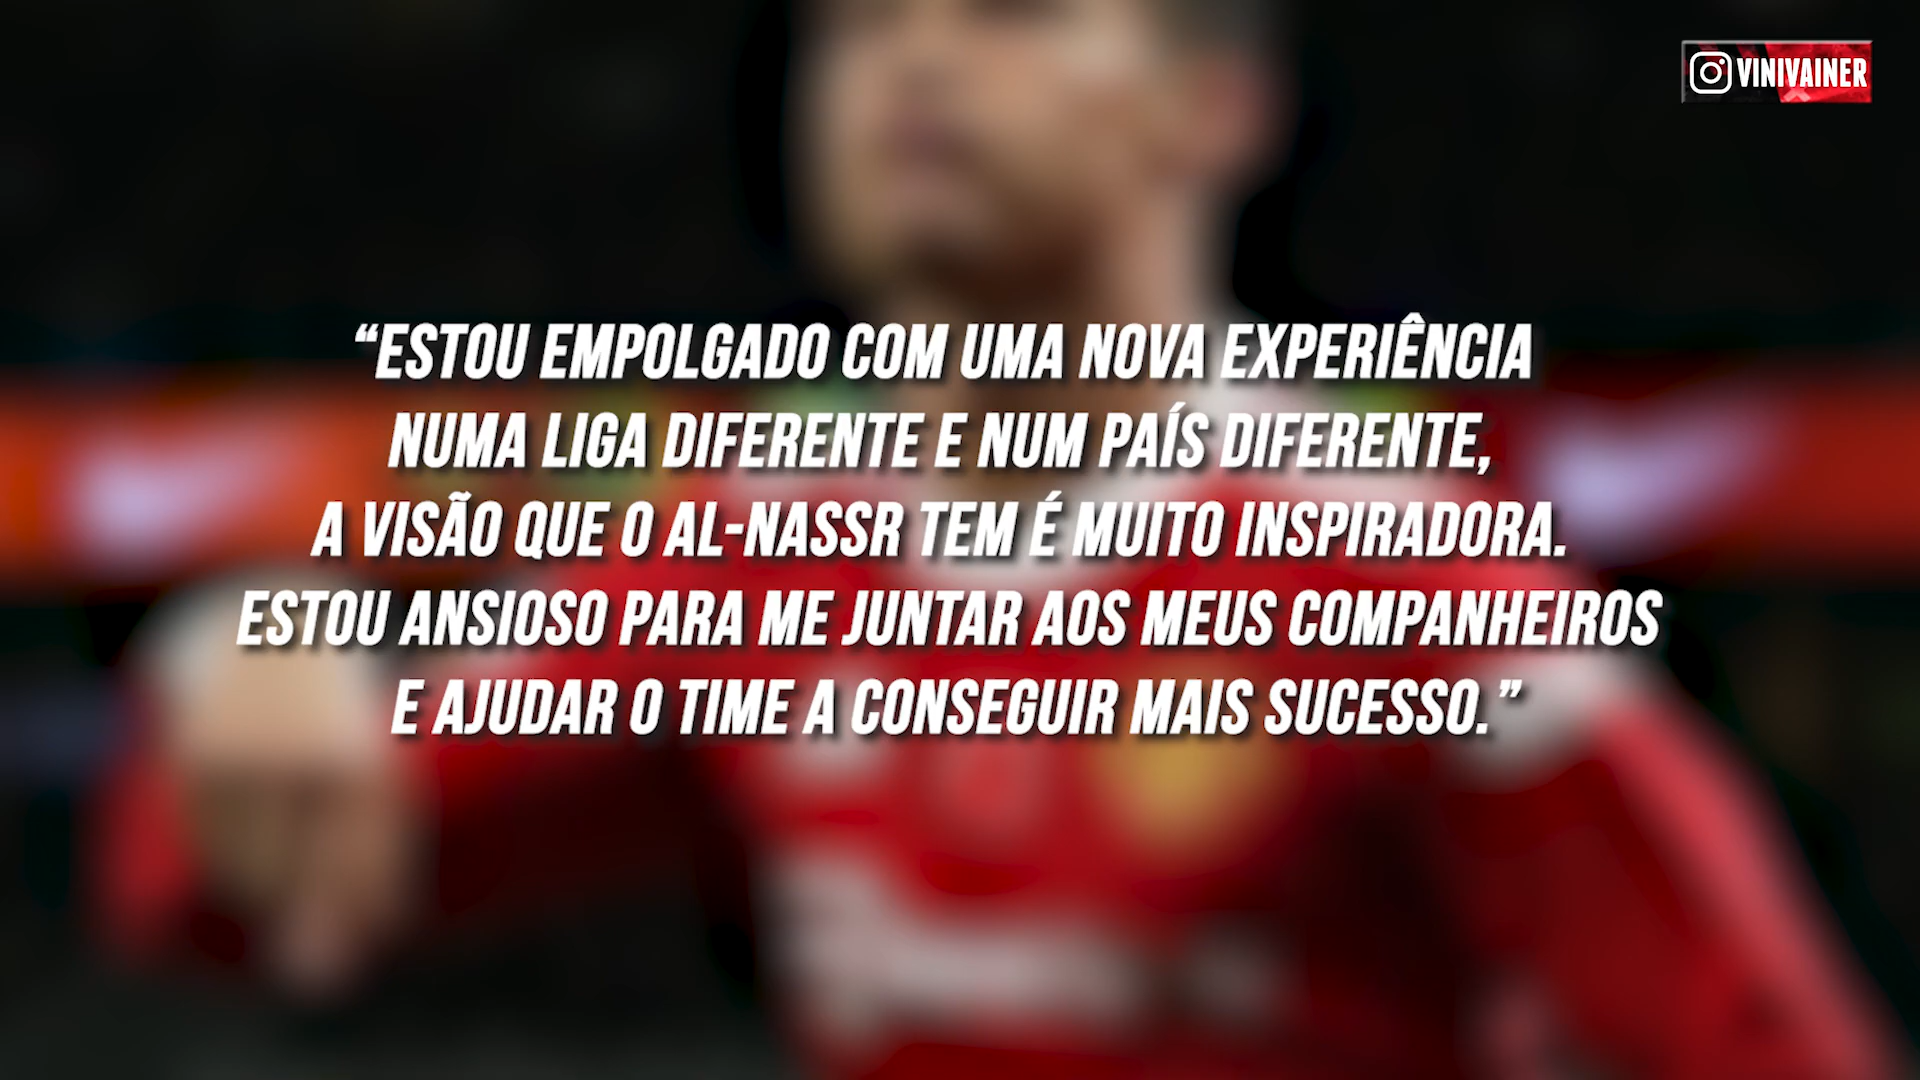 VINIVAINER
“ESTOU EMPOLGADO COM UMA NOVA EXPERIÊNCIA
NUMA LIGA DIFERENTE E NUM PAÍS DIFERENTE,
A VISÃO QUE O AL-NASSR TEM É MUITO INSPIRADORA.
ESTOU ANSIOSO PARA ME JUNTAR AOS MEUS COMPANHEIROS
E AJUDAR O TIME A CONSEGUIR MAIS SUCESSO.”